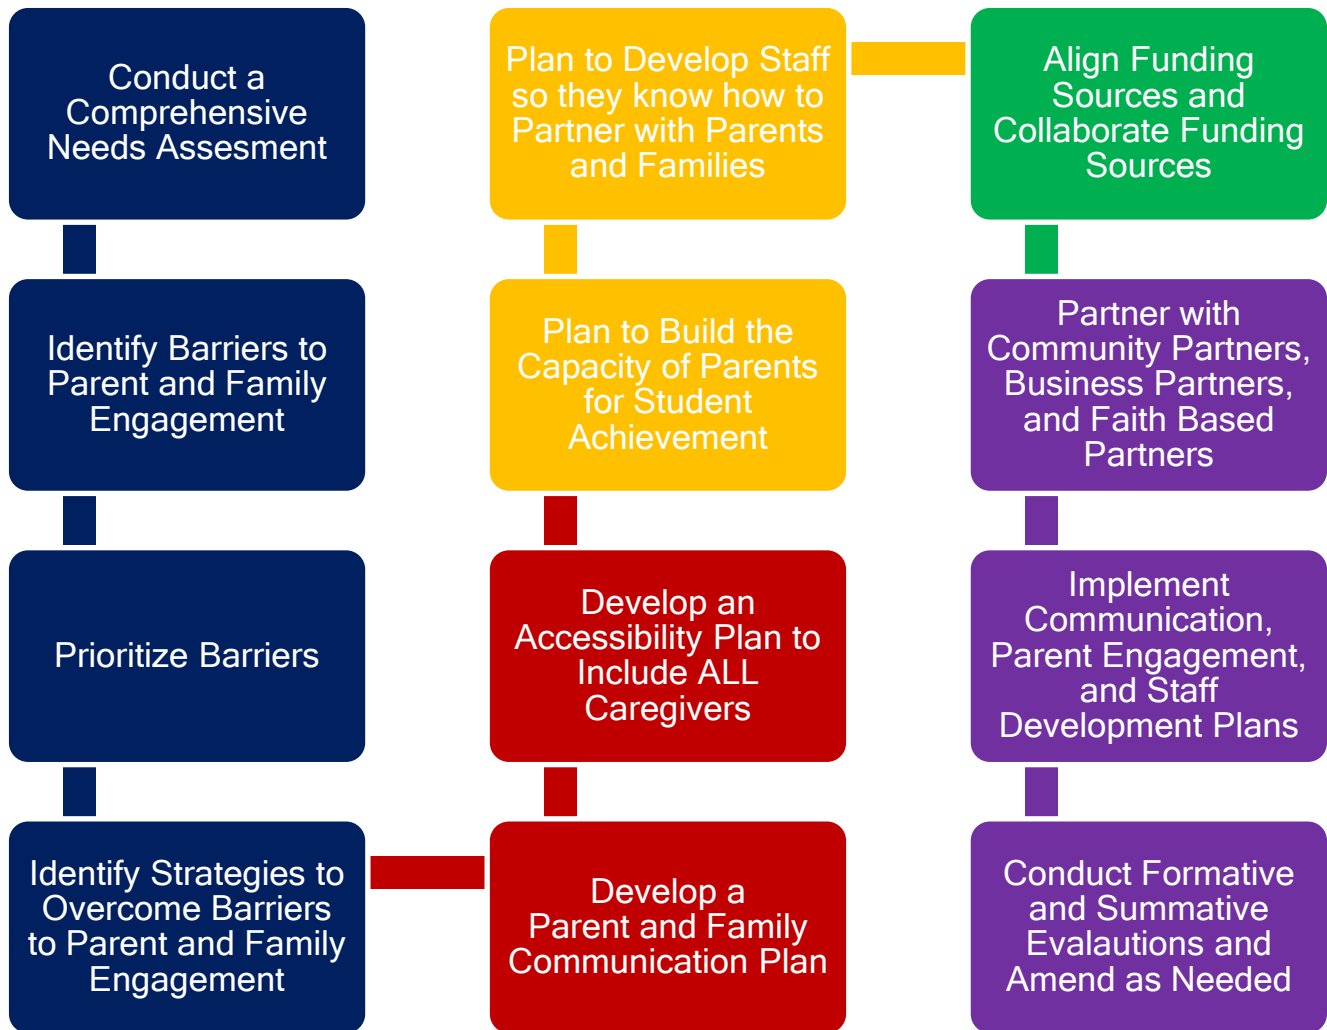 Conduct a
Comprehensive
Needs Assesment
Identify Barriers to
Parent and Family
Engagement
Prioritize Barriers
Identify Strategies to
Overcome Barriers
to Parent and Family
Engagement
Develop a
Parent and Family
Communication Plan
Develop an
Accessibility Plan to
Include ALL
Caregivers
Plan to Build the
Capacity of Parents
for Student
Achievement
Plan to Develop Staff
so they know how to
Partner with Parents
and Families
Align Funding
Sources and
Collaborate Funding
Sources
Partner with
Community Partners,
Business Partners,
and Faith Based
Partners
Implement
Communication,
Parent Engagement,
and Staff
Development Plans
Conduct Formative
and Summative
Evalautions and
Amend as Needed